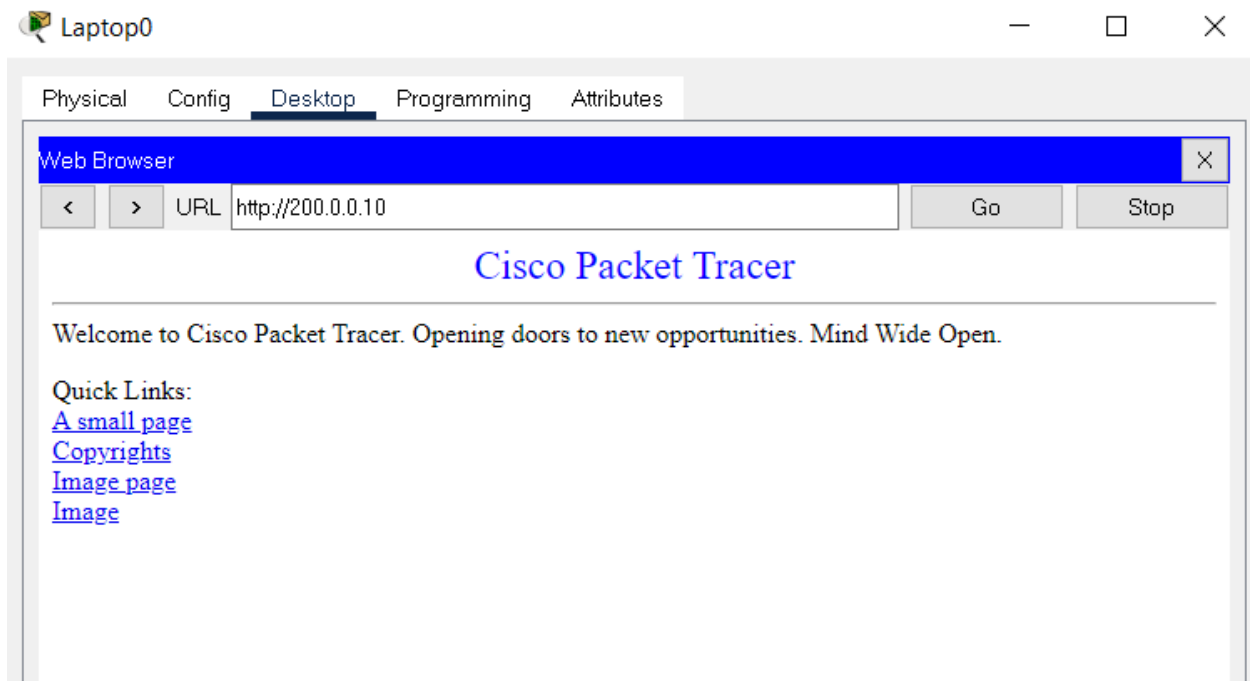 Laptop0
Physical Config Desktop Programming Attributes
Web Browser X
< > URL http://200.0.0.10 Go Stop
Cisco Packet Tracer
Welcome to Cisco Packet Tracer. Opening doors to new opportunities. Mind Wide Open.
Quick Links:
A small page
Copyrights
Image page
Image